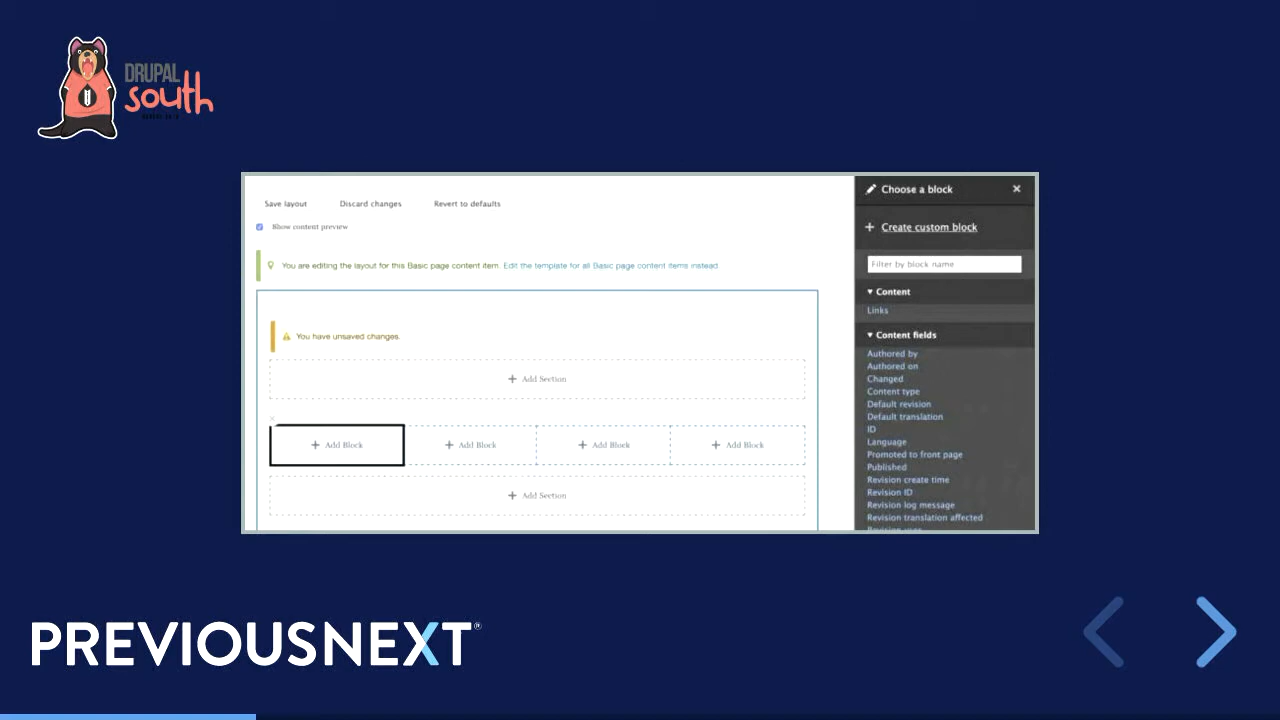 DRUPAL
south
Save layout Discard changes Revert to defaults
Show content preview
You are editing the layout for this Basic page content item. Edit the template for all Basic page content items instead.
You have unsaved changes.
+ Add Section
+ Add Block + Add Block + Add Block + Add Block
+ Add Section
Choose a block ×
+ Create custom block
Filter by block name
▾ Content
Links
▾ Content fields
Authored by
Authored on
Changed
Content type
Default revision
Default translation
ID
Language
Promoted to front page
Published
Revision create time
Revision ID
Revision log message
Revision translation affected
PREVIOUSNEXT®